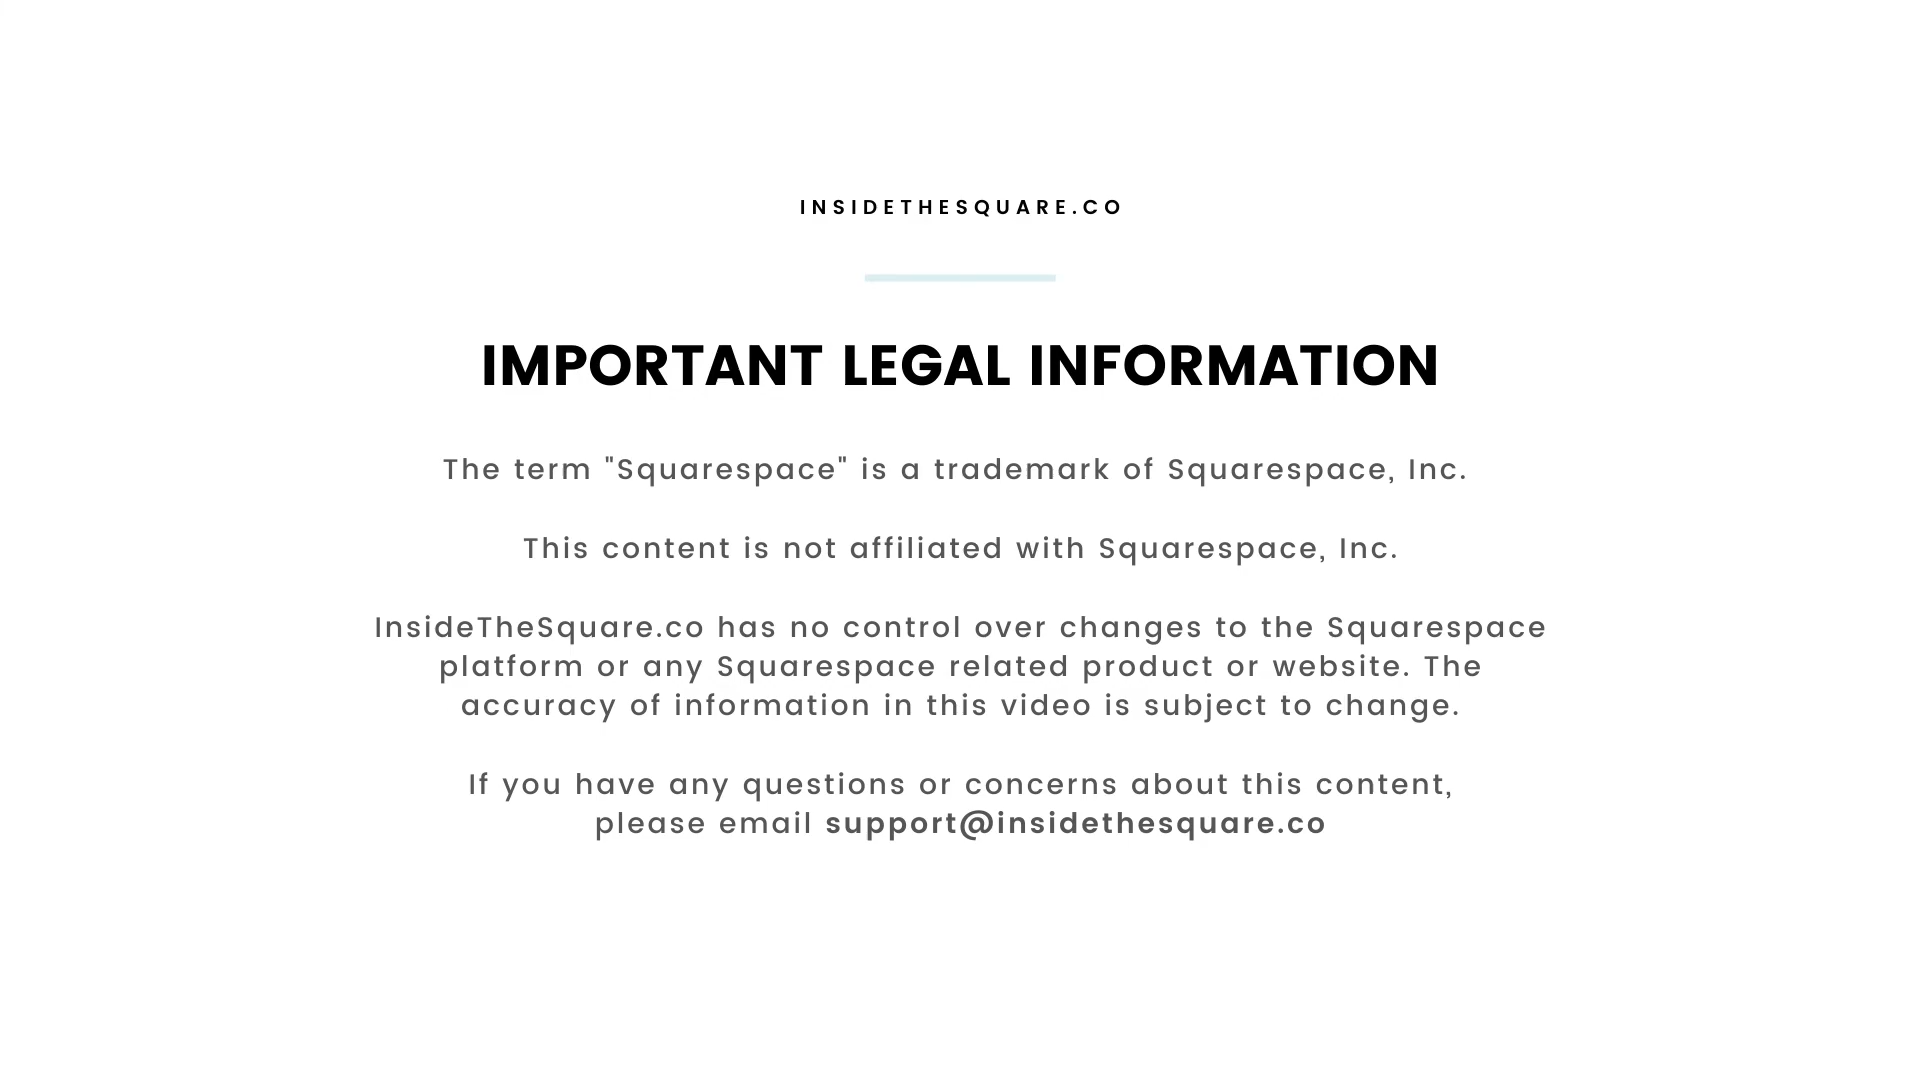 INSIDETHESQUARE.CO
IMPORTANT LEGAL INFORMATION
The term "Squarespace" is a trademark of Squarespace, Inc.
This content is not affiliated with Squarespace, Inc.
InsideTheSquare.co has no control over changes to the Squarespace
platform or any Squarespace related product or website. The
accuracy of information in this video is subject to change.
If you have any questions or concerns about this content,
please email support@insidethesquare.co